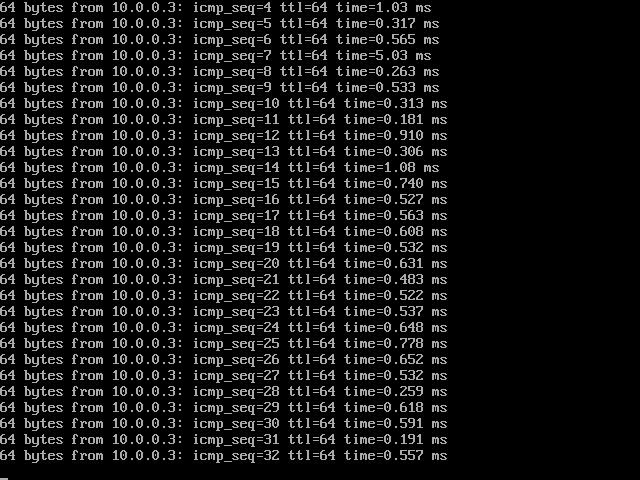 64 bytes from 10.0.0.3: icmp_seq=4 ttl=64 time=1.03 ms
64 bytes from 10.0.0.3: icmp_seq=5 ttl=64 time=0.317 ms
64 bytes from 10.0.0.3: icmp_seq=6 ttl=64 time=0.565 ms
64 bytes from 10.0.0.3: icmp_seq=7 ttl=64 time=5.03 ms
64 bytes from 10.0.0.3: icmp_seq=8 ttl=64 time=0.263 ms
64 bytes from 10.0.0.3: icmp_seq=9 ttl=64 time=0.533 ms
64 bytes from 10.0.0.3: icmp_seq=10 ttl=64 time=0.313 ms
64 bytes from 10.0.0.3: icmp_seq=11 ttl=64 time=0.181 ms
64 bytes from 10.0.0.3: icmp_seq=12 ttl=64 time=0.910 ms
64 bytes from 10.0.0.3: icmp_seq=13 ttl=64 time=0.306 ms
64 bytes from 10.0.0.3: icmp_seq=14 ttl=64 time=1.08 ms
64 bytes from 10.0.0.3: icmp_seq=15 ttl=64 time=0.740 ms
64 bytes from 10.0.0.3: icmp_seq=16 ttl=64 time=0.527 ms
64 bytes from 10.0.0.3: icmp_seq=17 ttl=64 time=0.563 ms
64 bytes from 10.0.0.3: icmp_seq=18 ttl=64 time=0.608 ms
64 bytes from 10.0.0.3: icmp_seq=19 ttl=64 time=0.532 ms
64 bytes from 10.0.0.3: icmp_seq=20 ttl=64 time=0.631 ms
64 bytes from 10.0.0.3: icmp_seq=21 ttl=64 time=0.483 ms
64 bytes from 10.0.0.3: icmp_seq=22 ttl=64 time=0.522 ms
64 bytes from 10.0.0.3: icmp_seq=23 ttl=64 time=0.537 ms
64 bytes from 10.0.0.3: icmp_seq=24 ttl=64 time=0.648 ms
64 bytes from 10.0.0.3: icmp_seq=25 ttl=64 time=0.778 ms
64 bytes from 10.0.0.3: icmp_seq=26 ttl=64 time=0.652 ms
64 bytes from 10.0.0.3: icmp_seq=27 ttl=64 time=0.532 ms
64 bytes from 10.0.0.3: icmp_seq=28 ttl=64 time=0.259 ms
64 bytes from 10.0.0.3: icmp_seq=29 ttl=64 time=0.618 ms
64 bytes from 10.0.0.3: icmp_seq=30 ttl=64 time=0.591 ms
64 bytes from 10.0.0.3: icmp_seq=31 ttl=64 time=0.191 ms
64 bytes from 10.0.0.3: icmp_seq=32 ttl=64 time=0.557 ms